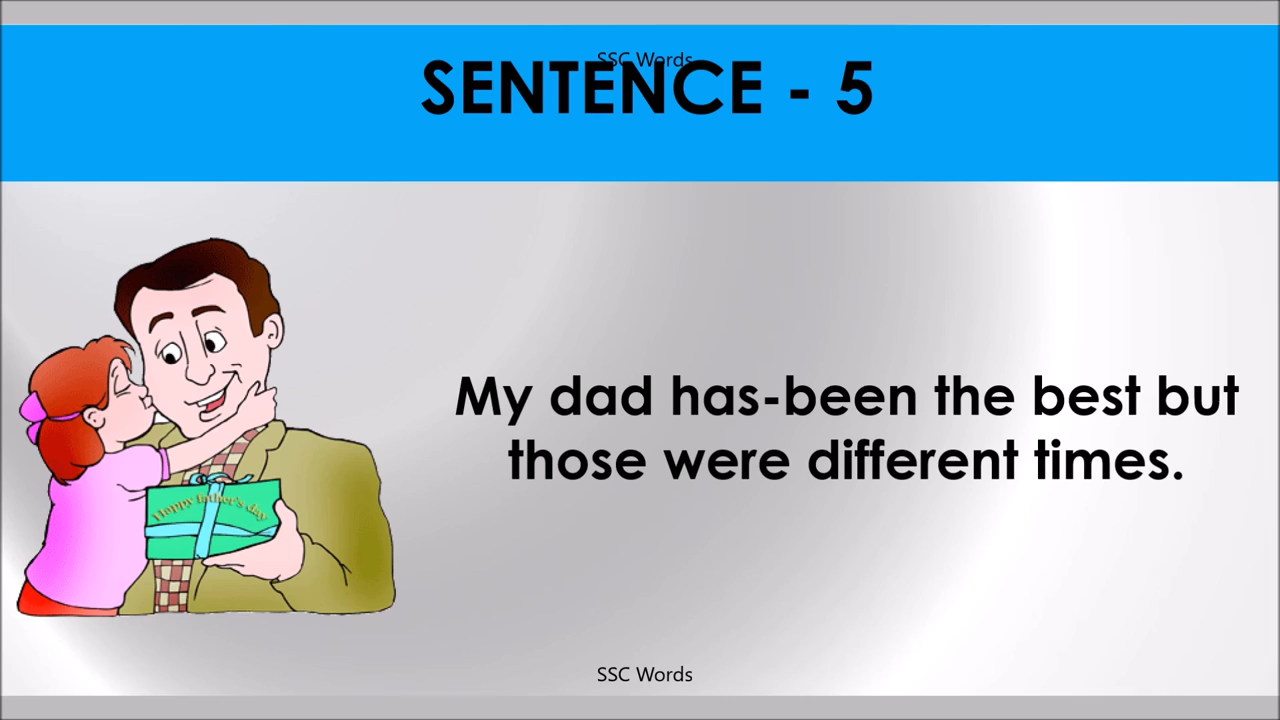 SSC Words
SENTENCE - 5
My dad has-been the best but
those were different times.
Happy father's day
SSC Words